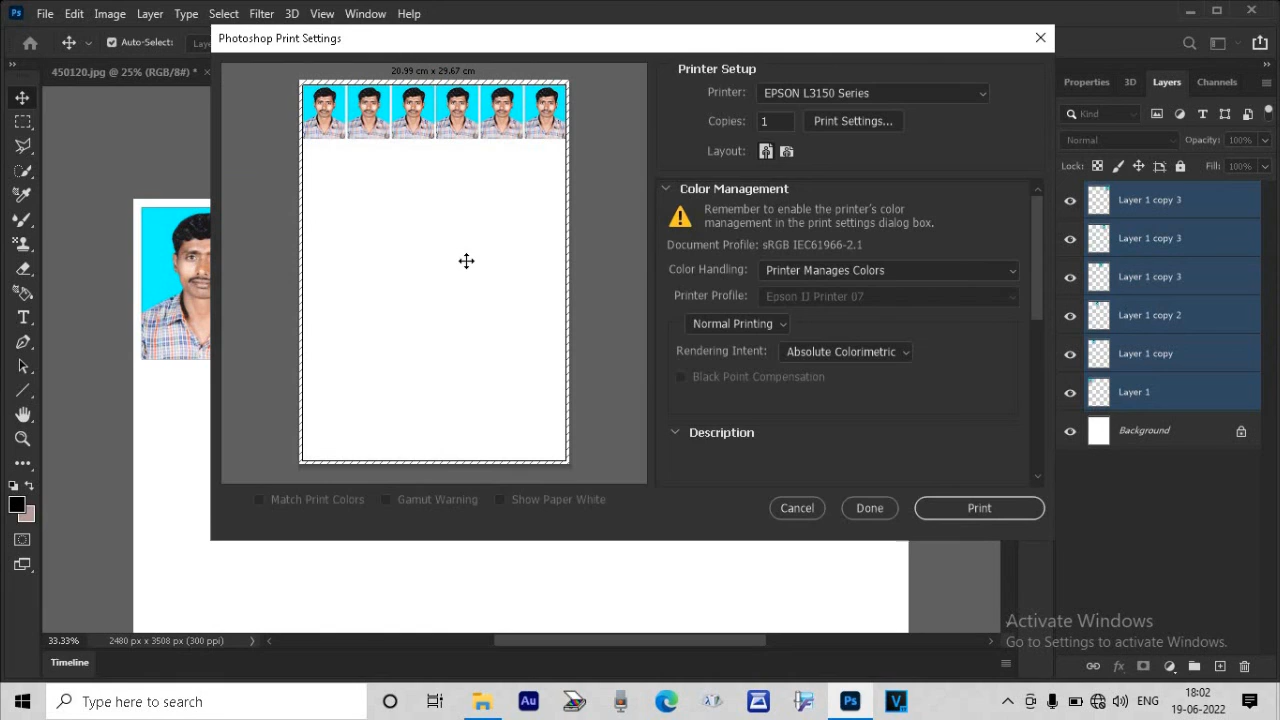 Ps File Edit Image Layer Type Select Filter 3D View Window Help
Photoshop Print Settings
Auto-Select:
450120.jpg @ 25% (RGB/8#) *
20.99 cm x 29.67 cm
Printer Setup
Printer: EPSON L3150 Series
Copies: 1 Print Settings...
Layout:
Color Management
Remember to enable the printer's color
management in the print settings dialog box.
Document Profile: sRGB IEC61966-2.1
Color Handling: Printer Manages Colors
Printer Profile: Epson IJ Printer 07
Normal Printing
Rendering Intent: Absolute Colorimetric
Black Point Compensation
Description
Match Print Colors Gamut Warning Show Paper White
Cancel Done Print
Properties 3D Layers Channels
Kind
Normal Opacity: 100%
Lock: Fill: 100%
Layer 1 copy 3
Layer 1 copy 3
Layer 1 copy 3
Layer 1 copy 2
Layer 1 copy
Layer 1
Background
fx
33.33% 2480 px x 3508 px (300 ppi)
Timeline
Activate Windows
Go to Settings to activate Windows.
Type here to search
Au
Ps
V
ENG
19-06-2022